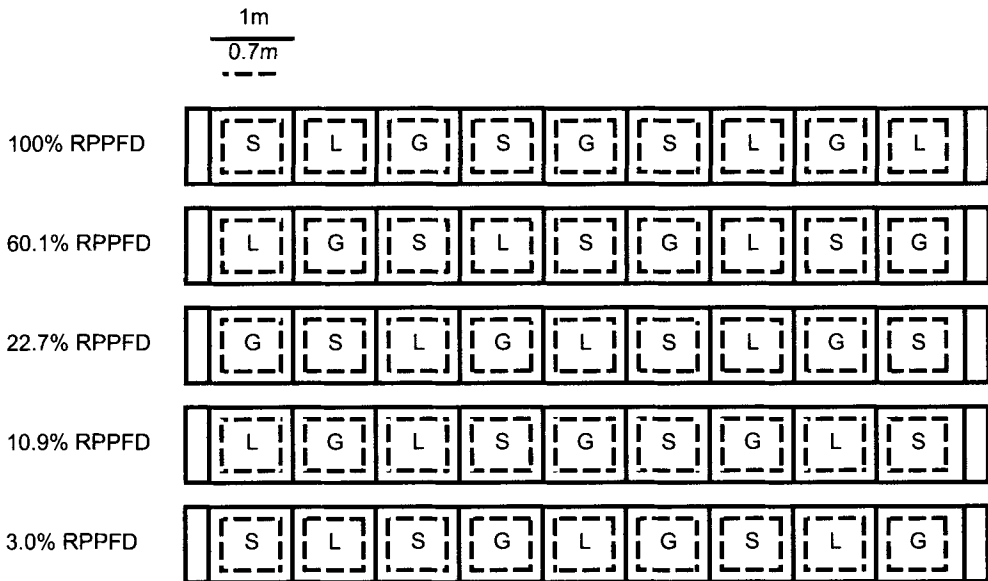 1m
0.7m
100% RPPFD S L G S G S L G L
60.1% RPPFD L G S L S G L S G
22.7% RPPFD G S L G L S L G S
10.9% RPPFD L G L S G S G L S
3.0% RPPFD S L S G L G S L G